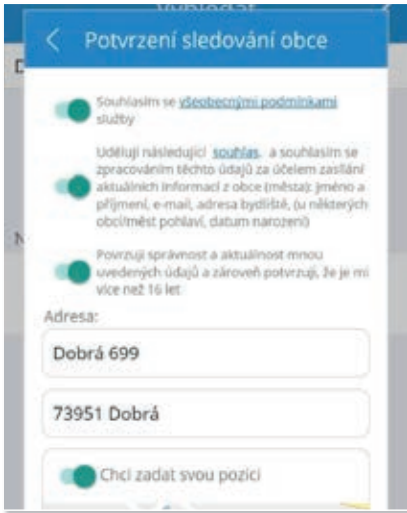 Vyhledat
Potvrzení sledování obce
Souhlasím se všeobecnými podmínkami
služby
Uděluji následující souhlas, a souhlasím se
zpracováním těchto údajů za účelem zasílání
aktuálních informací z obce (města): jméno a
příjmení, e-mail, adresa bydliště, (u některých
obcí/měst pohlaví, datum narození)
Povrzuji správnost a aktuálnost mnou
uvedených údajů a zároveň potvrzuji, že je mi
více než 16 let
Adresa:
Dobrá 699
73951 Dobrá
Chci zadat svou pozici